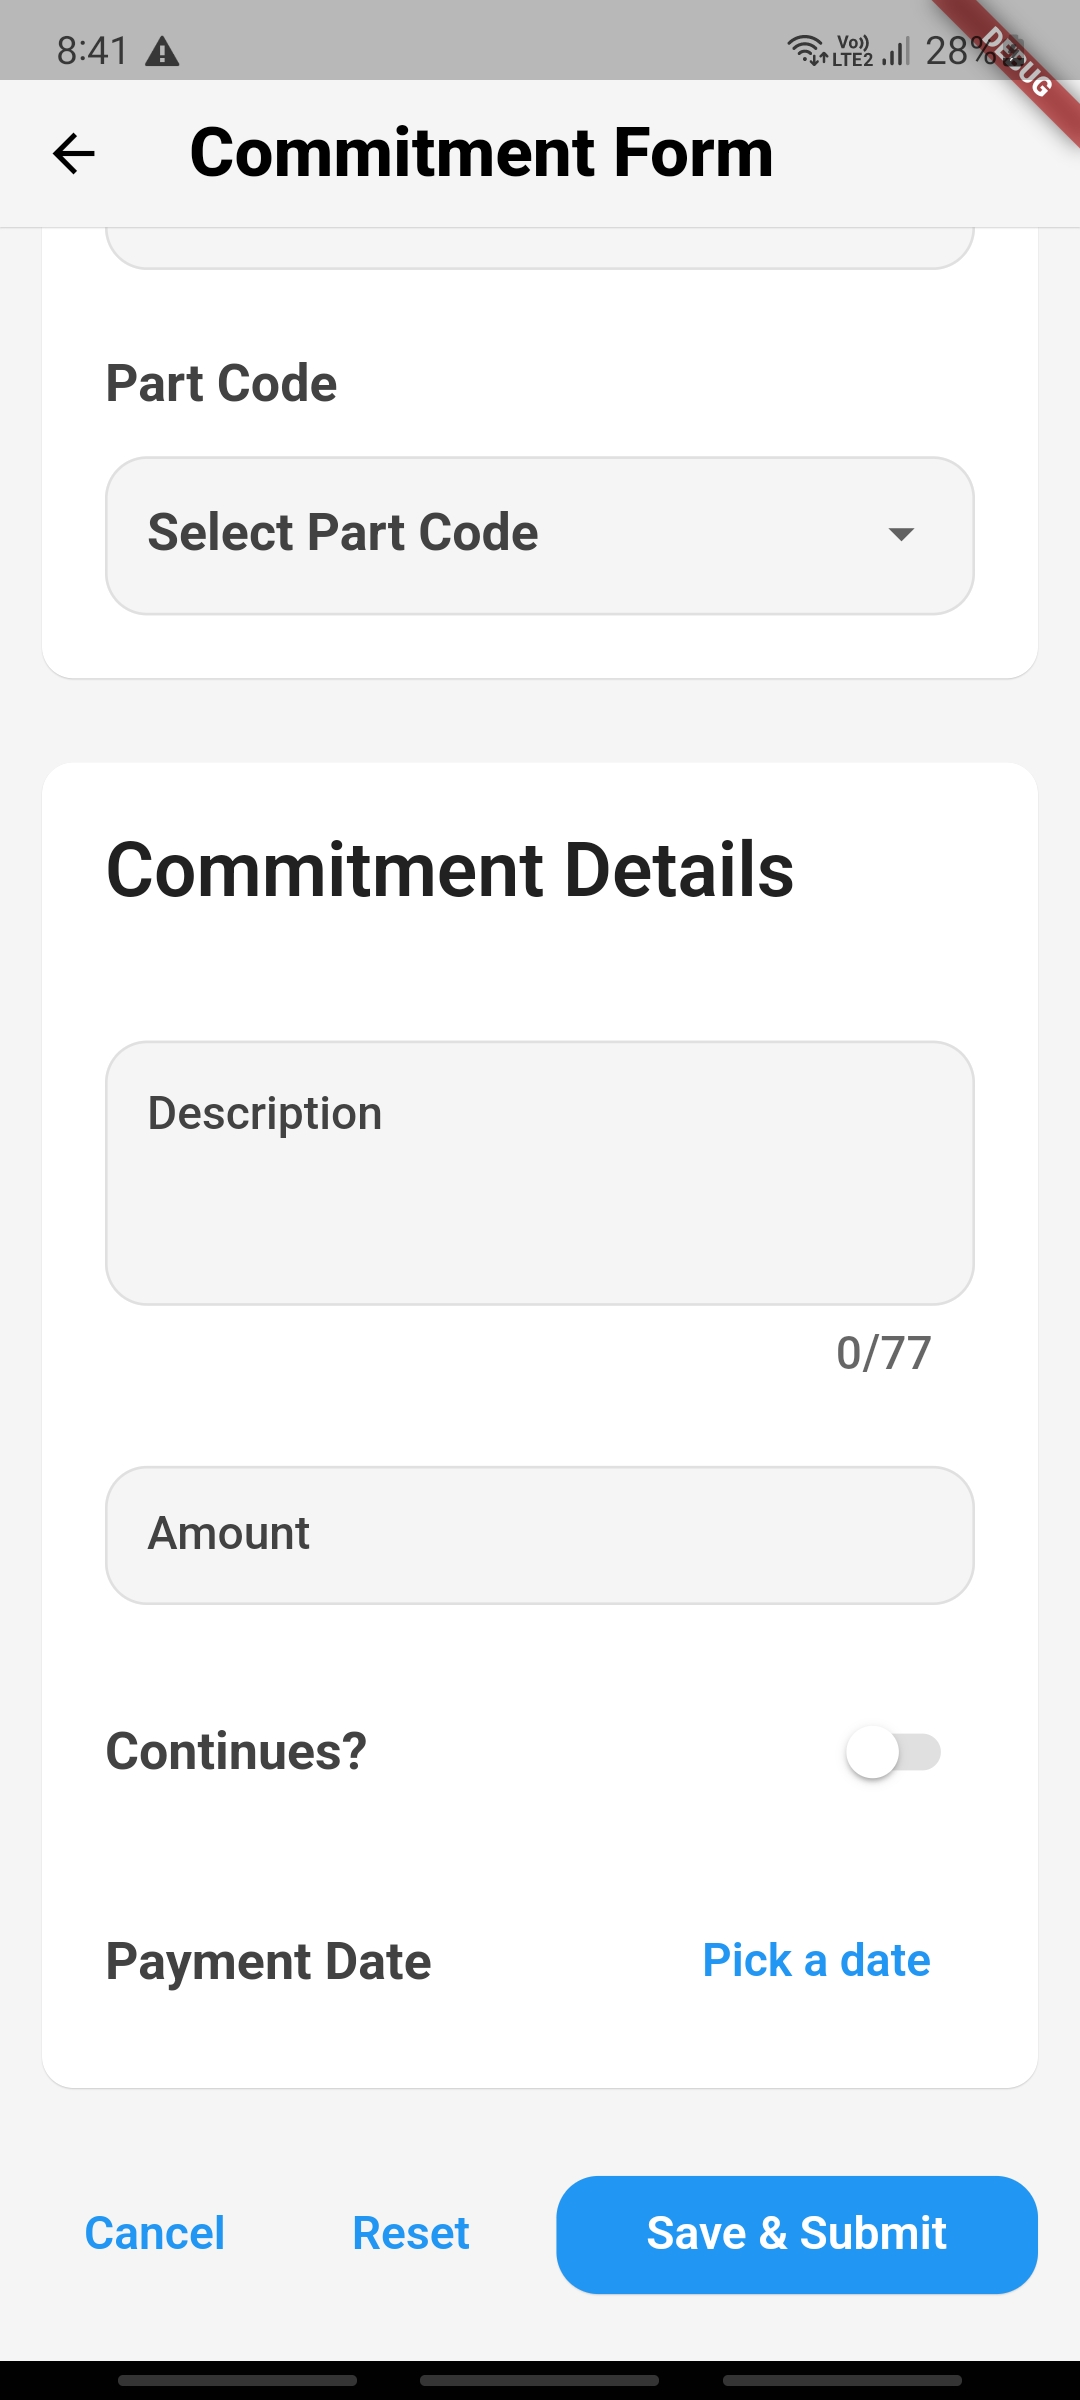 8:41
Vo)) LTE2 28%
DEBUG
Commitment Form
Part Code
Select Part Code
Commitment Details
Description
0/77
Amount
Continues?
Payment Date Pick a date
Cancel Reset Save & Submit